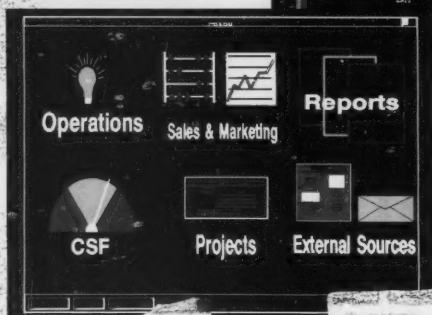 Operations
Sales & Marketing
Reports
CSF
Projects
External Sources